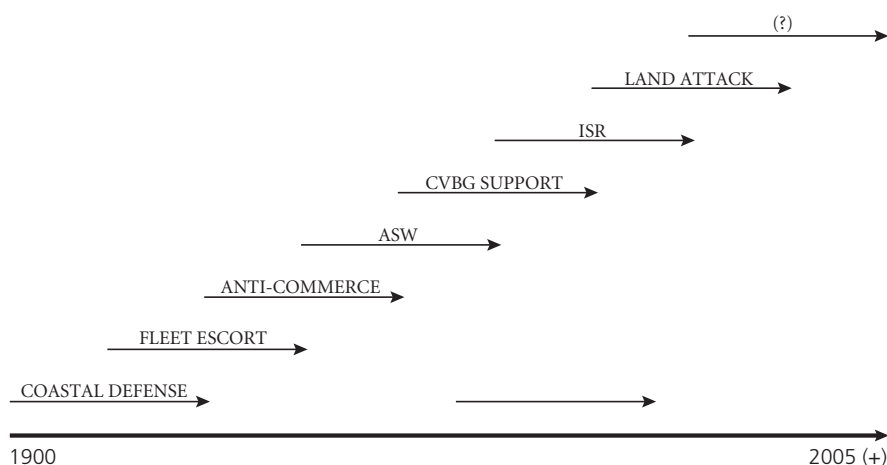 (?)
LAND ATTACK
ISR
CVBG SUPPORT
ASW
ANTI-COMMERCE
FLEET ESCORT
COASTAL DEFENSE
1900 2005 (+)